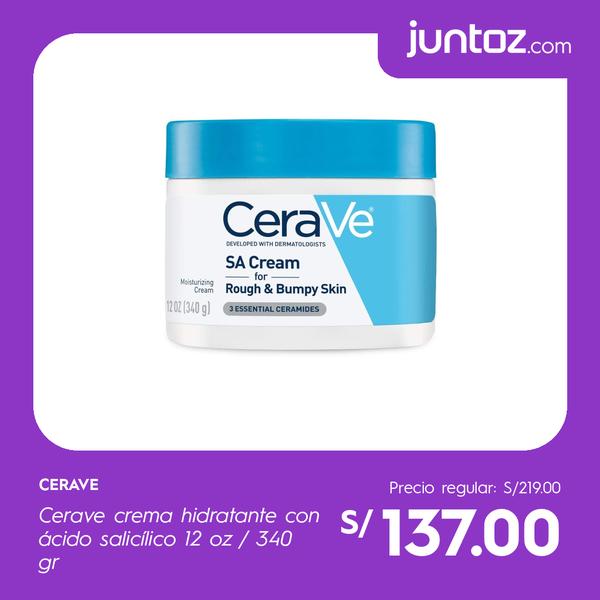 juntoz.com
CeraVe®
DEVELOPED WITH DERMATOLOGISTS
SA Cream
for
Rough & Bumpy Skin
Moisturizing
Cream
12 OZ (340 g)
3 ESSENTIAL CERAMIDES
CERAVE
Cerave crema hidratante con
ácido salicílico 12 oz / 340
gr
Precio regular: S/219.00
S/137.00